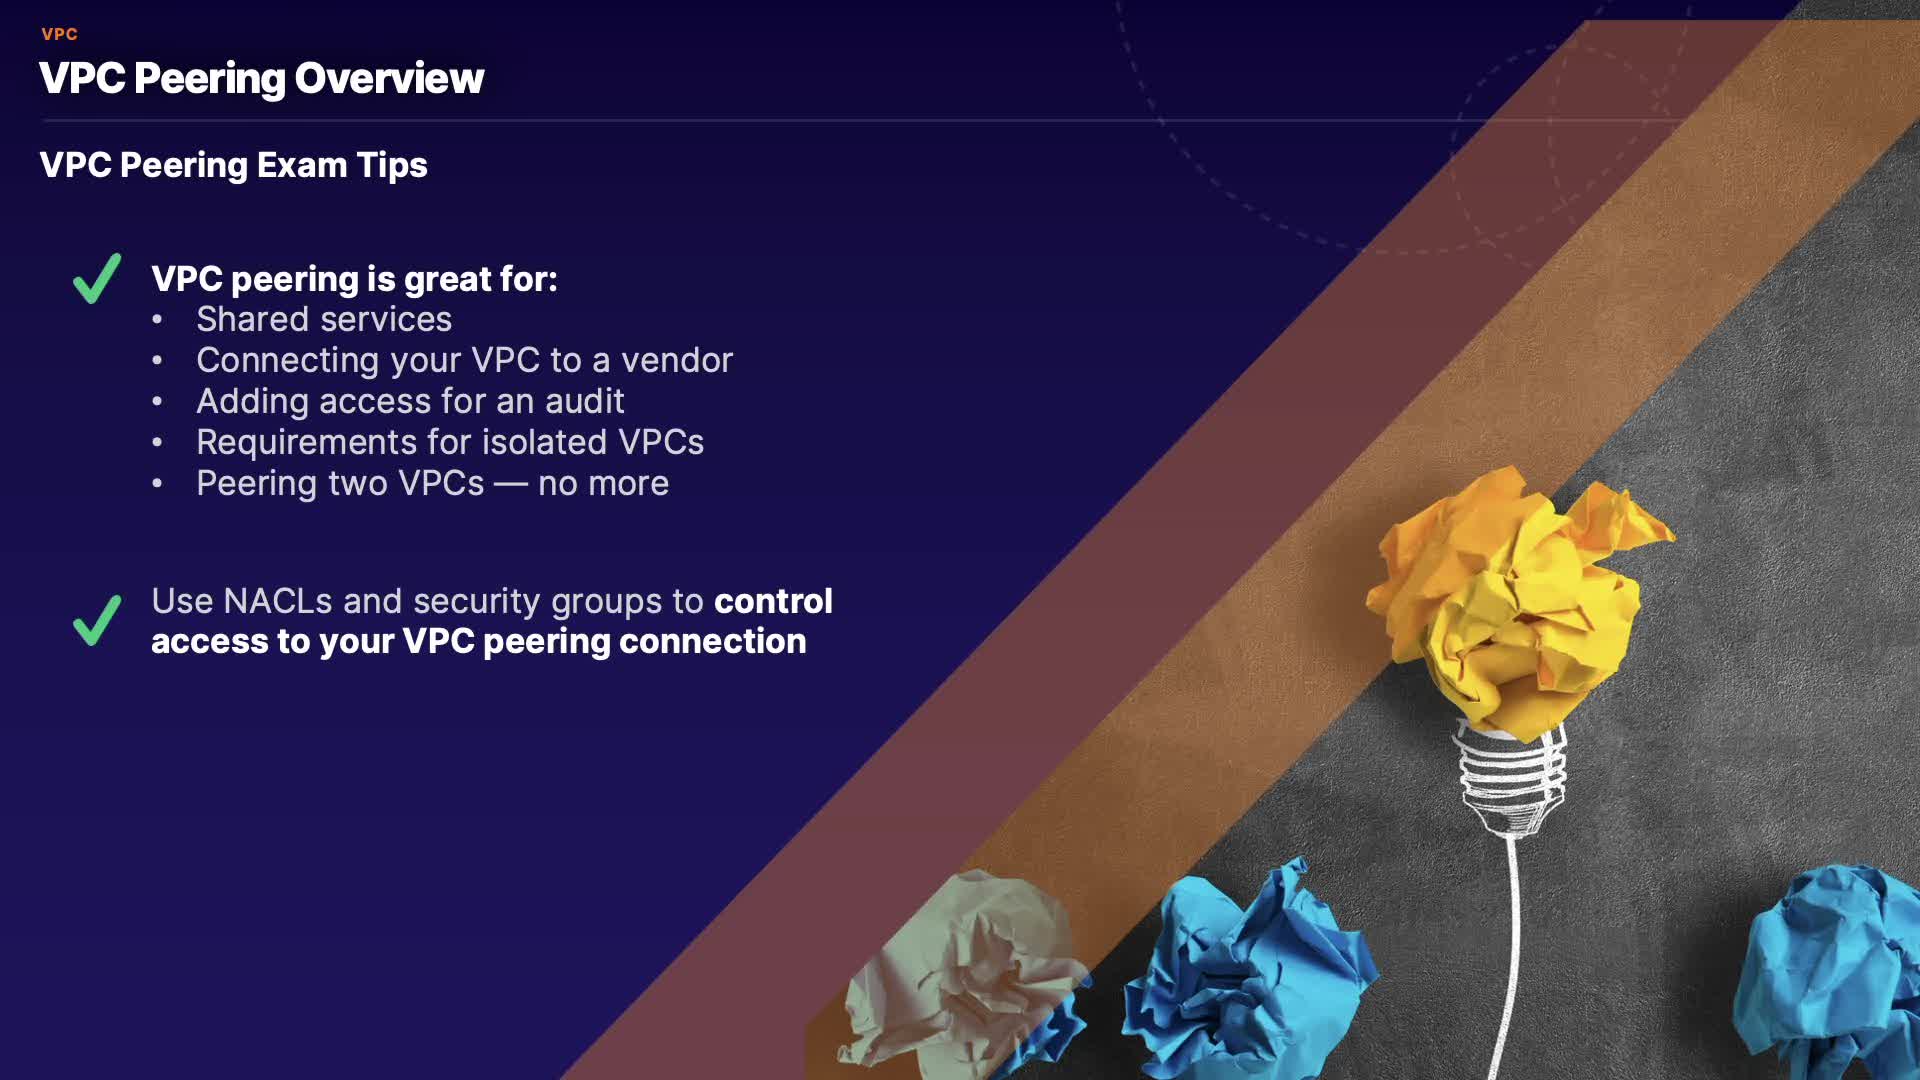 VPC
VPC Peering Overview
VPC Peering Exam Tips
VPC peering is great for:
• Shared services
• Connecting your VPC to a vendor
• Adding access for an audit
• Requirements for isolated VPCs
• Peering two VPCs — no more
Use NACLs and security groups to control
access to your VPC peering connection